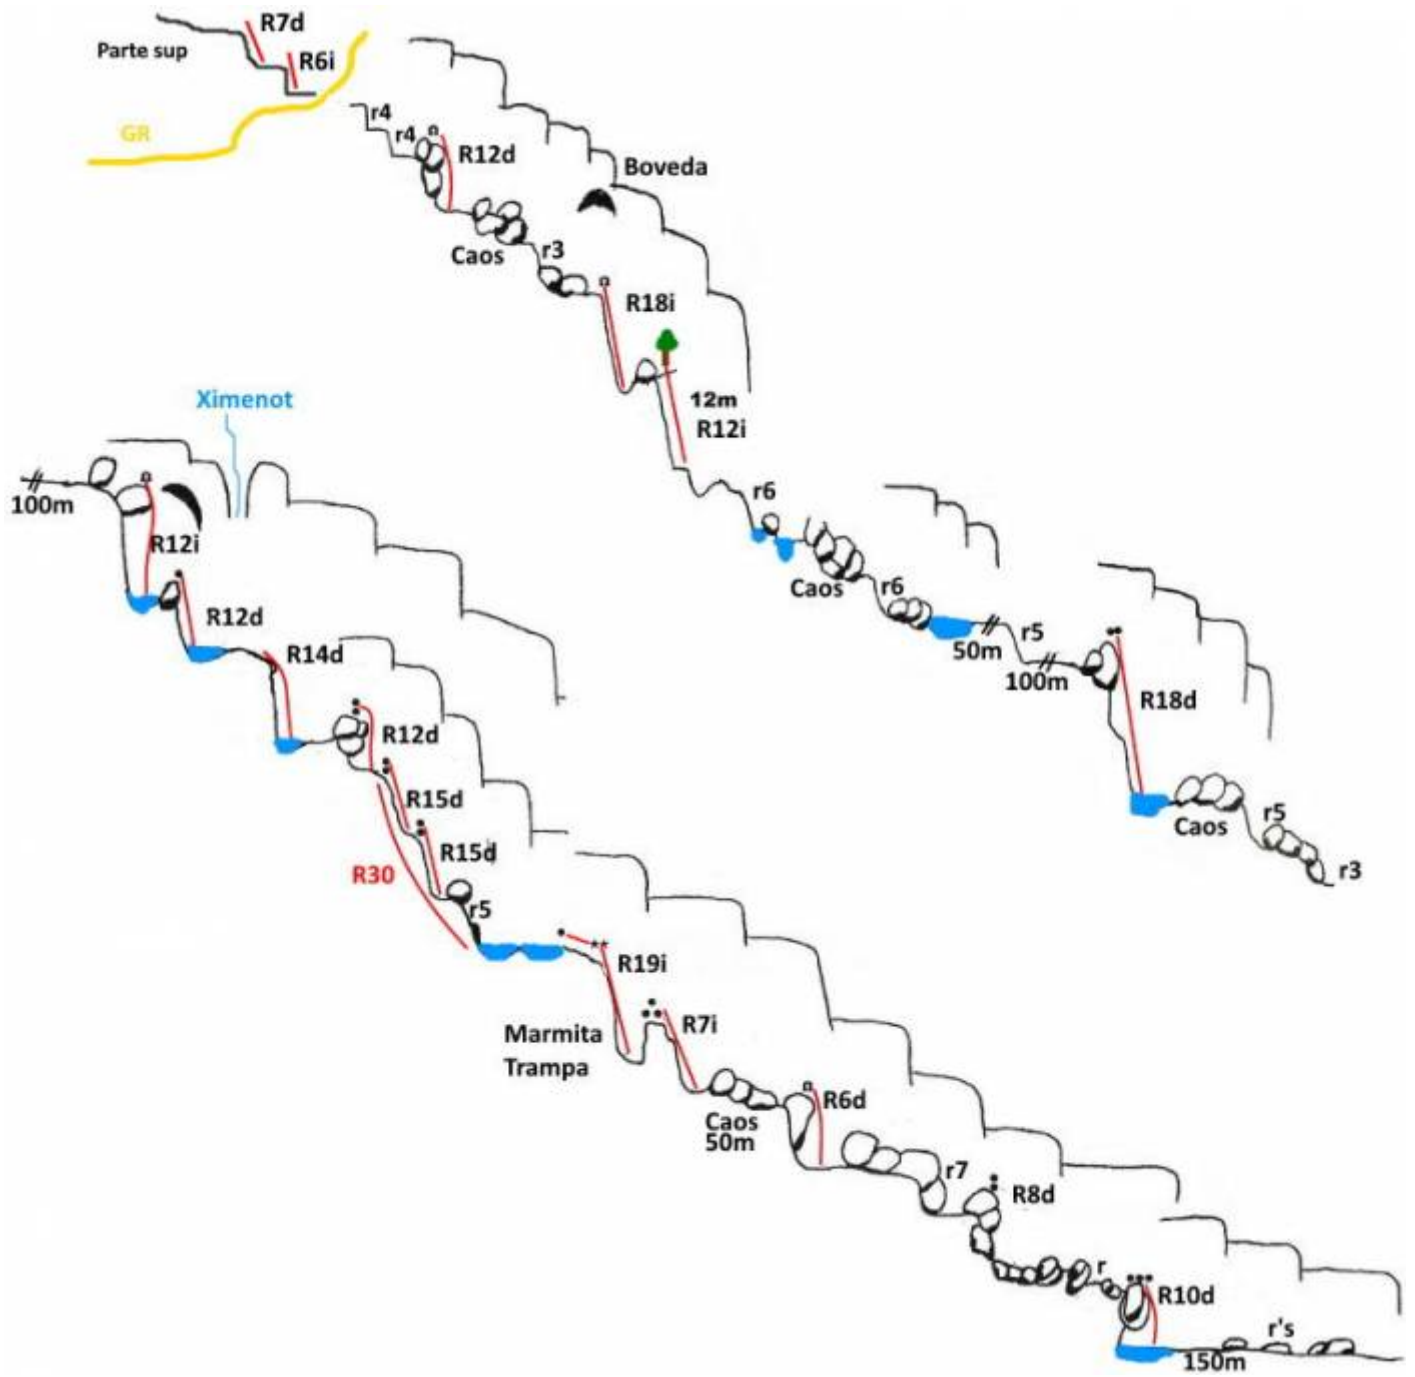 R7d
Parte sup
R6i
GR
r4
r4
R12d
Boveda
Caos
r3
R18i
12m
R12i
r6
Caos
r6
50m
r5
100m
R18d
Caos
r5
r3
Ximenot
100m
R12i
R12d
R14d
R12d
R15d
R15d
R30
r5
R19i
Marmita
Trampa
R7i
Caos
50m
R6d
r7
R8d
r
R10d
r's
150m